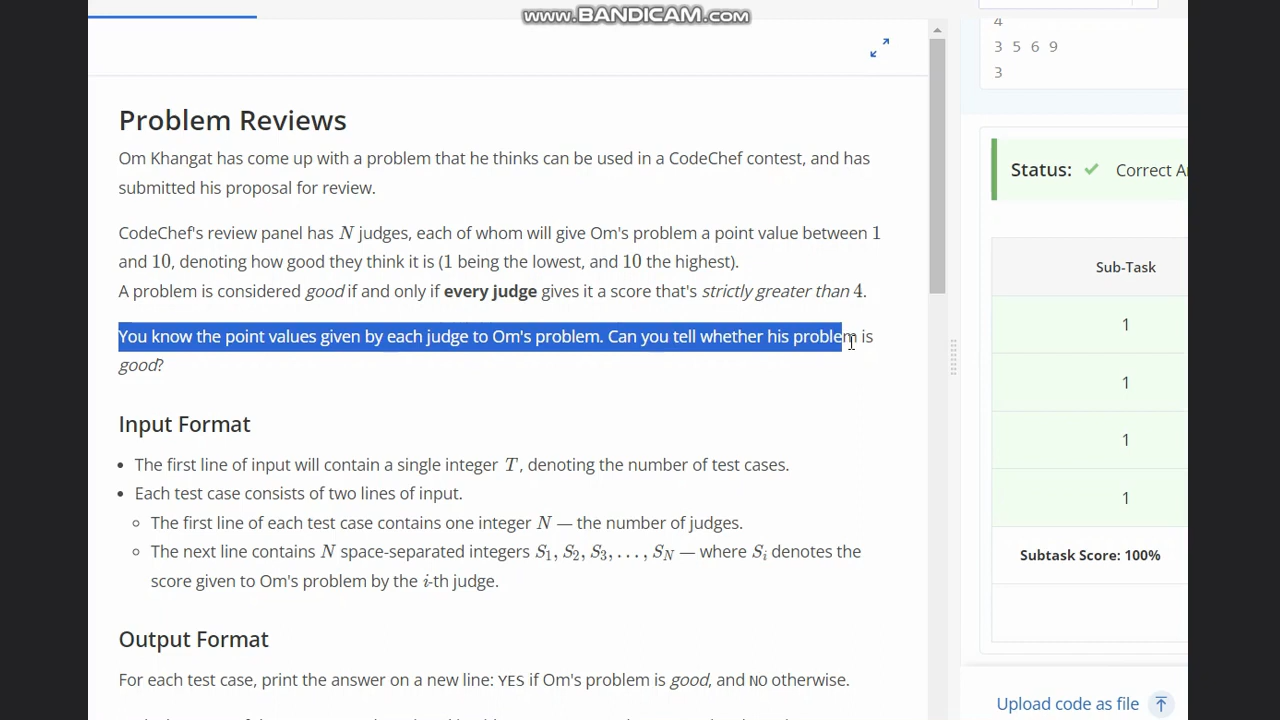 www.BANDICAM.com
Problem Reviews
Om Khangat has come up with a problem that he thinks can be used in a CodeChef contest, and has
submitted his proposal for review.
CodeChef's review panel has N judges, each of whom will give Om's problem a point value between 1
and 10, denoting how good they think it is (1 being the lowest, and 10 the highest).
A problem is considered good if and only if every judge gives it a score that's strictly greater than 4.
You know the point values given by each judge to Om's problem. Can you tell whether his problem is
good?
Input Format
• The first line of input will contain a single integer T, denoting the number of test cases.
• Each test case consists of two lines of input.
◦ The first line of each test case contains one integer N — the number of judges.
◦ The next line contains N space-separated integers S₁, S₂, S₃, . . . , S_N — where S_i denotes the
score given to Om's problem by the i-th judge.
Output Format
For each test case, print the answer on a new line: YES if Om's problem is good, and NO otherwise.
4
3 5 6 9
3
Status: ✓ Correct A
Sub-Task
1
1
1
1
Subtask Score: 100%
Upload code as file